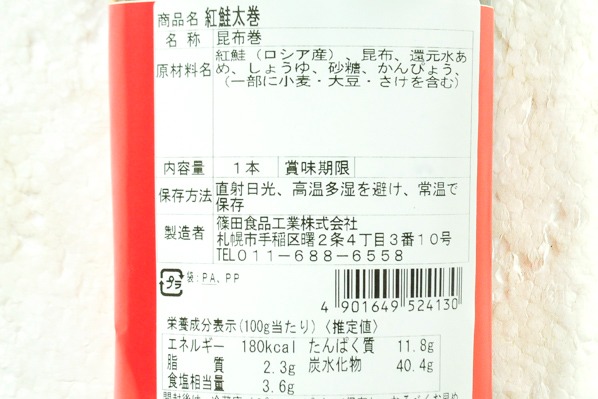 商品名 紅鮭太巻
名 称 昆布巻
原材料名 紅鮭（ロシア産）、昆布、還元水あ
め、しょうゆ、砂糖、かんぴょう、
（一部に小麦・大豆・さけを含む）
内容量 １本 賞味期限
保存方法 直射日光、高温多湿を避け、常温で
保存
製造者 篠田食品工業株式会社
札幌市手稲区曙２条４丁目３番１０号
ＴＥＬ０１１－６８８－６５５８
プラ 袋:ＰＡ、ＰＰ
4 901649 524130
栄養成分表示(100g当たり)〈推定値〉
エネルギー 180kcal たんぱく質 11.8g
脂 質 2.3g 炭水化物 40.4g
食塩相当量 3.6g